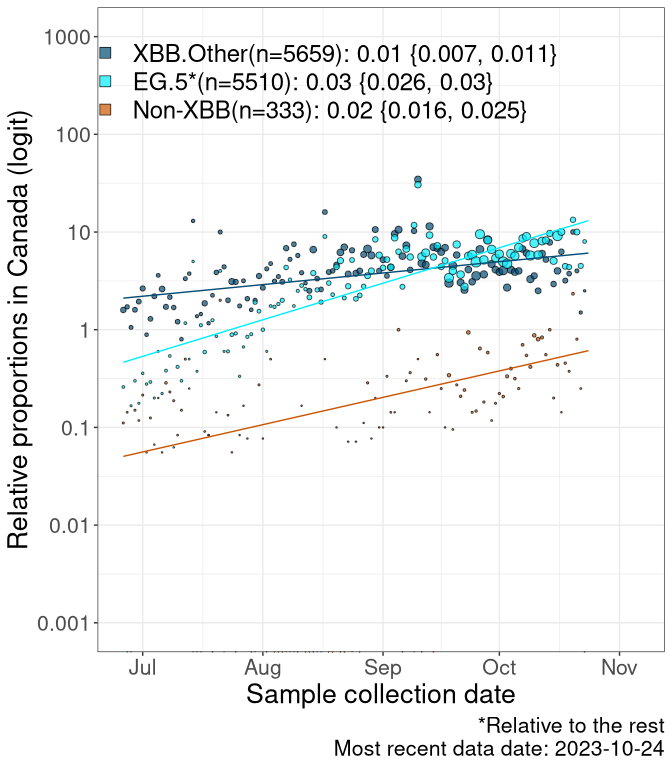 1000
100
10
1
0.1
0.01
0.001
Relative proportions in Canada (logit)
XBB.Other(n=5659): 0.01 {0.007, 0.011}
EG.5*(n=5510): 0.03 {0.026, 0.03}
Non-XBB(n=333): 0.02 {0.016, 0.025}
Jul Aug Sep Oct Nov
Sample collection date
*Relative to the rest
Most recent data date: 2023-10-24